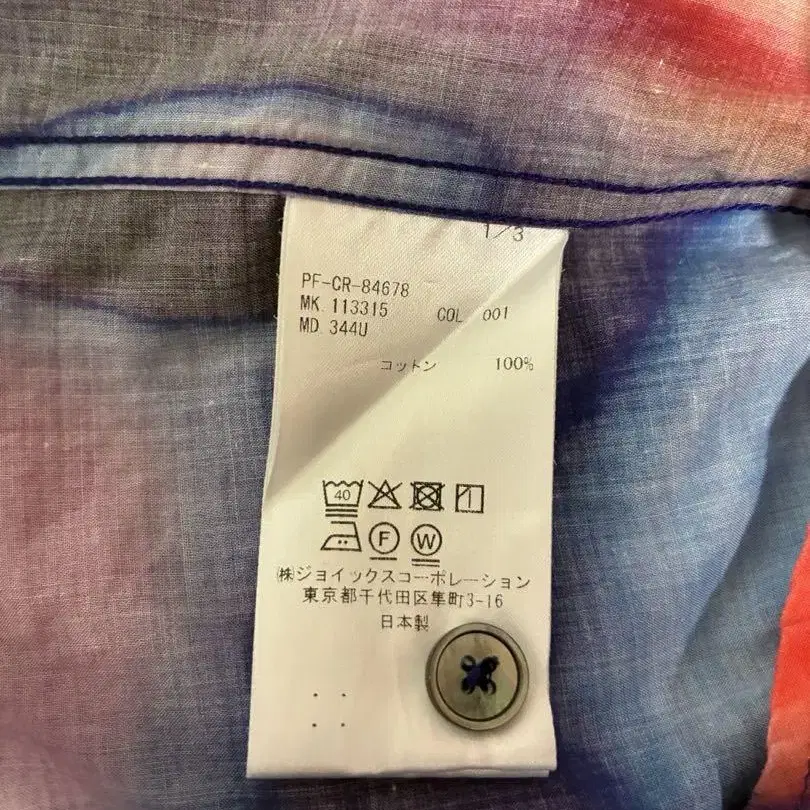 1/3
PF-CR-84678
MK. 113315 COL 001
MD. 344U
コットン 100%
40
F W
㈱ジョイックスコーポレーション
東京都千代田区隼町3-16
日本製